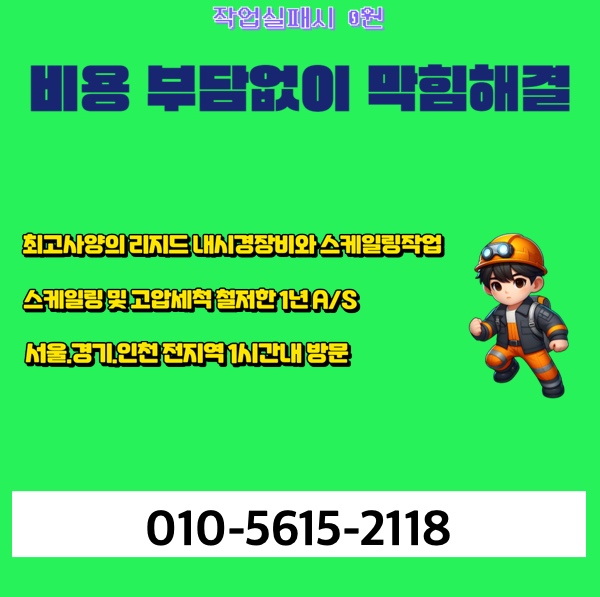 작업실패시 0원
비용 부담없이 막힘해결
최고사양의 리지드 내시경장비와 스케일링작업
스케일링 및 고압세척 철저한 1년 A/S
서울,경기,인천 전지역 1시간내 방문
010-5615-2118